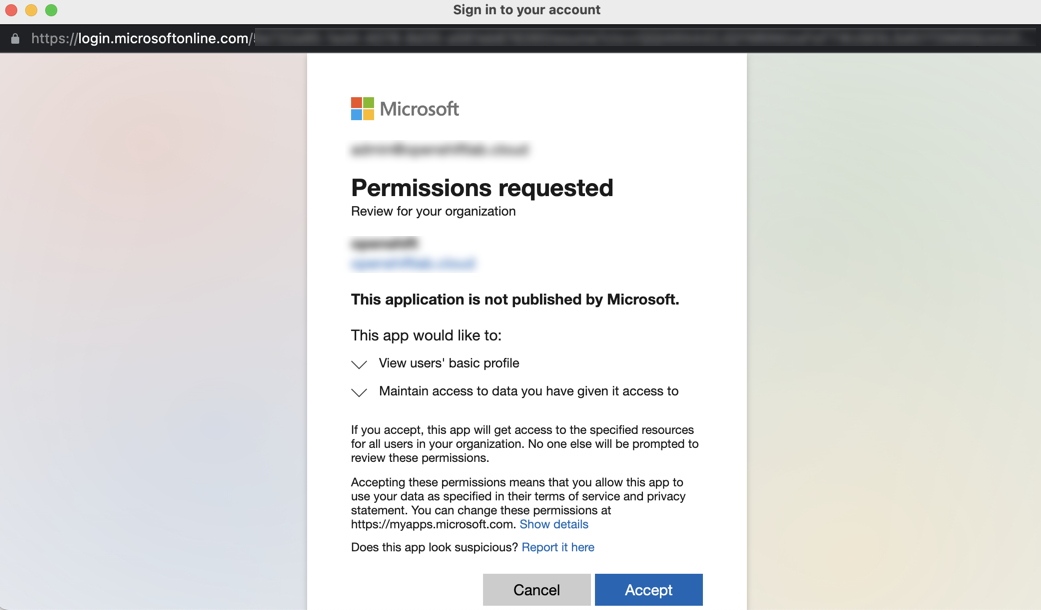 Sign in to your account
https://login.microsoftonline.com/
Microsoft
Permissions requested
Review for your organization
This application is not published by Microsoft.
This app would like to:
View users' basic profile
Maintain access to data you have given it access to
If you accept, this app will get access to the specified resources
for all users in your organization. No one else will be prompted to
review these permissions.
Accepting these permissions means that you allow this app to
use your data as specified in their terms of service and privacy
statement. You can change these permissions at
https://myapps.microsoft.com. Show details
Does this app look suspicious? Report it here
Cancel Accept